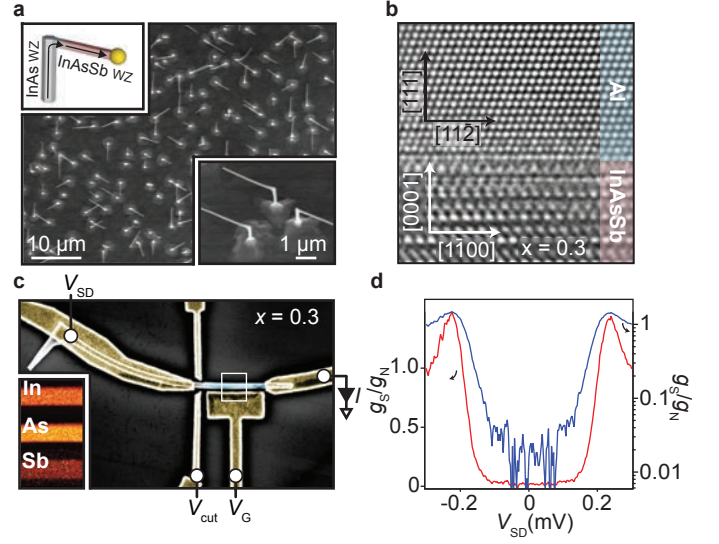 a
InAs WZ
InAsSb WZ
10 μm
1 μm
b
[111]
[112̄]
Al
[0001]
[11̄00]
InAsSb
x = 0.3
c
V_SD
x = 0.3
I
In
As
Sb
V_cut
V_G
d
g_S/g_N
1.0
0.5
0
1
0.1
0.01
g_S/g_N
-0.2
0
0.2
V_SD(mV)